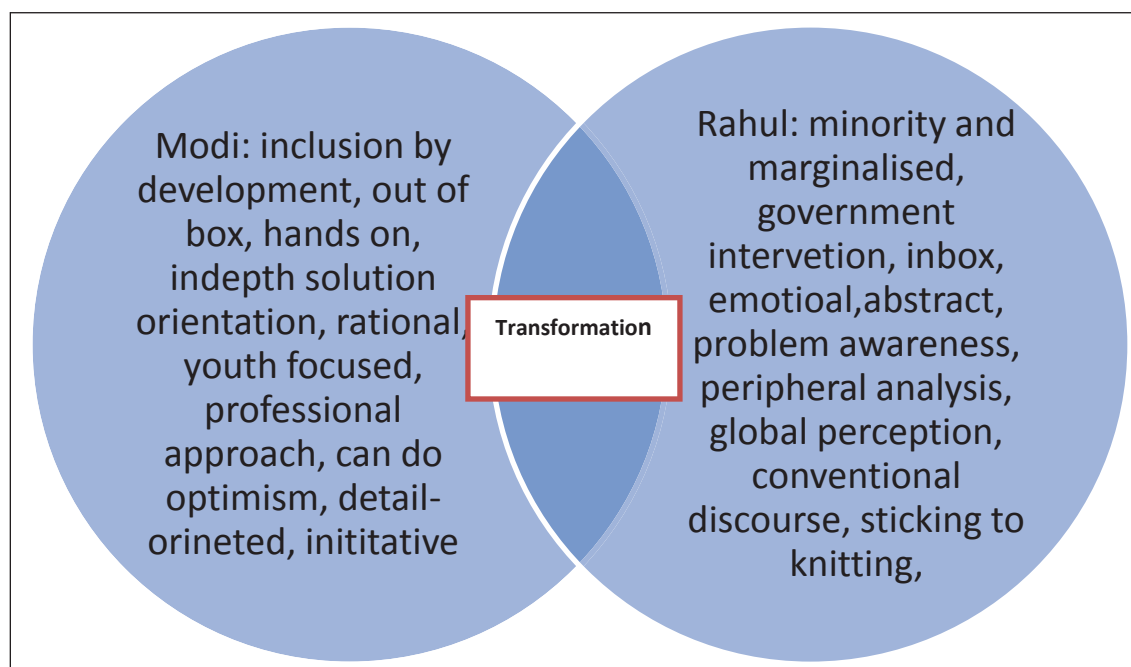 Modi: inclusion by
development, out of
box, hands on,
indepth solution
orientation, rational,
youth focused,
professional
approach, can do
optimism, detail-
orineted, inititative
Transformation
Rahul: minority and
marginalised,
government
intervetion, inbox,
emotioal,abstract,
problem awareness,
peripheral analysis,
global perception,
conventional
discourse, sticking to
knitting,